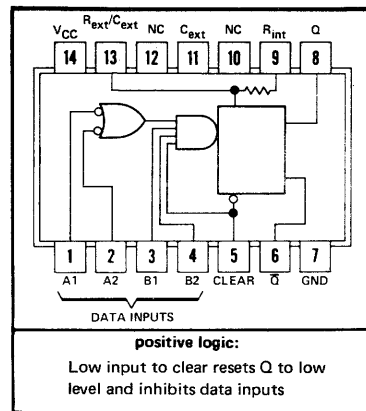 VCC Rext/Cext NC Cext NC Rint Q
14 13 12 11 10 9 8
1 2 3 4 5 6 7
A1 A2 B1 B2 CLEAR Q̅ GND
DATA INPUTS
positive logic:
Low input to clear resets Q to low
level and inhibits data inputs